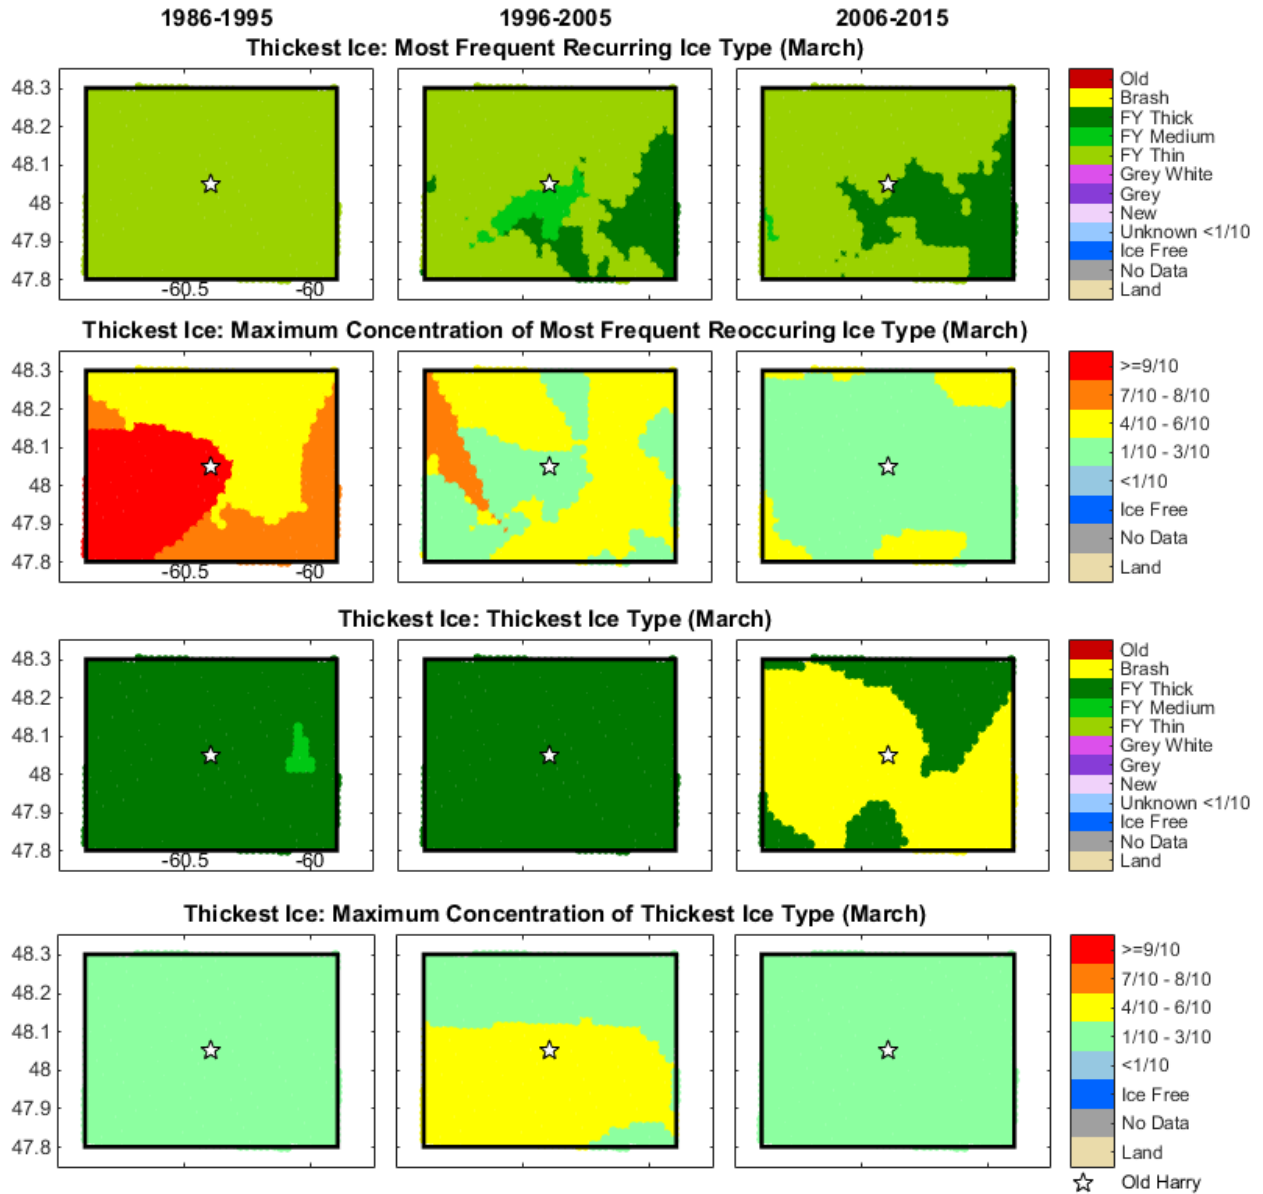 1986-1995 1996-2005 2006-2015
Thickest Ice: Most Frequent Recurring Ice Type (March)
48.3
48.2
48.1
48
47.9
47.8
-60.5 -60
Old
Brash
FY Thick
FY Medium
FY Thin
Grey White
Grey
New
Unknown <1/10
Ice Free
No Data
Land
Thickest Ice: Maximum Concentration of Most Frequent Reoccuring Ice Type (March)
48.3
48.2
48.1
48
47.9
47.8
-60.5 -60
>=9/10
7/10 - 8/10
4/10 - 6/10
1/10 - 3/10
<1/10
Ice Free
No Data
Land
Thickest Ice: Thickest Ice Type (March)
48.3
48.2
48.1
48
47.9
47.8
-60.5 -60
Old
Brash
FY Thick
FY Medium
FY Thin
Grey White
Grey
New
Unknown <1/10
Ice Free
No Data
Land
Thickest Ice: Maximum Concentration of Thickest Ice Type (March)
48.3
48.2
48.1
48
47.9
47.8
>=9/10
7/10 - 8/10
4/10 - 6/10
1/10 - 3/10
<1/10
Ice Free
No Data
Land
Old Harry